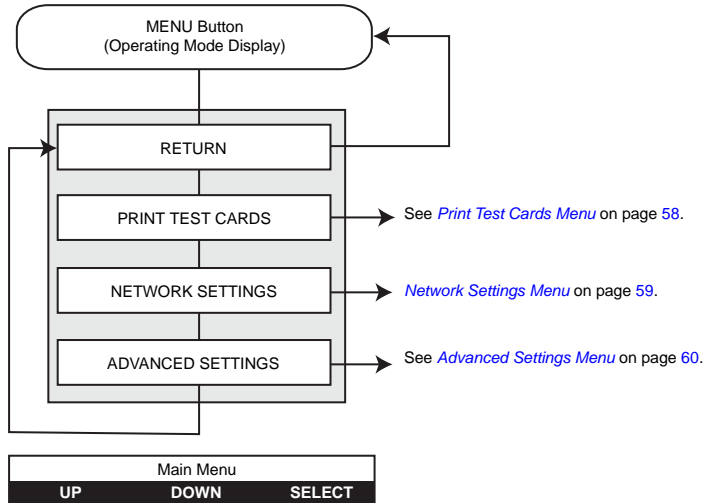 MENU Button
(Operating Mode Display)
RETURN
PRINT TEST CARDS
See Print Test Cards Menu on page 58.
NETWORK SETTINGS
Network Settings Menu on page 59.
ADVANCED SETTINGS
See Advanced Settings Menu on page 60.
Main Menu
UP DOWN SELECT